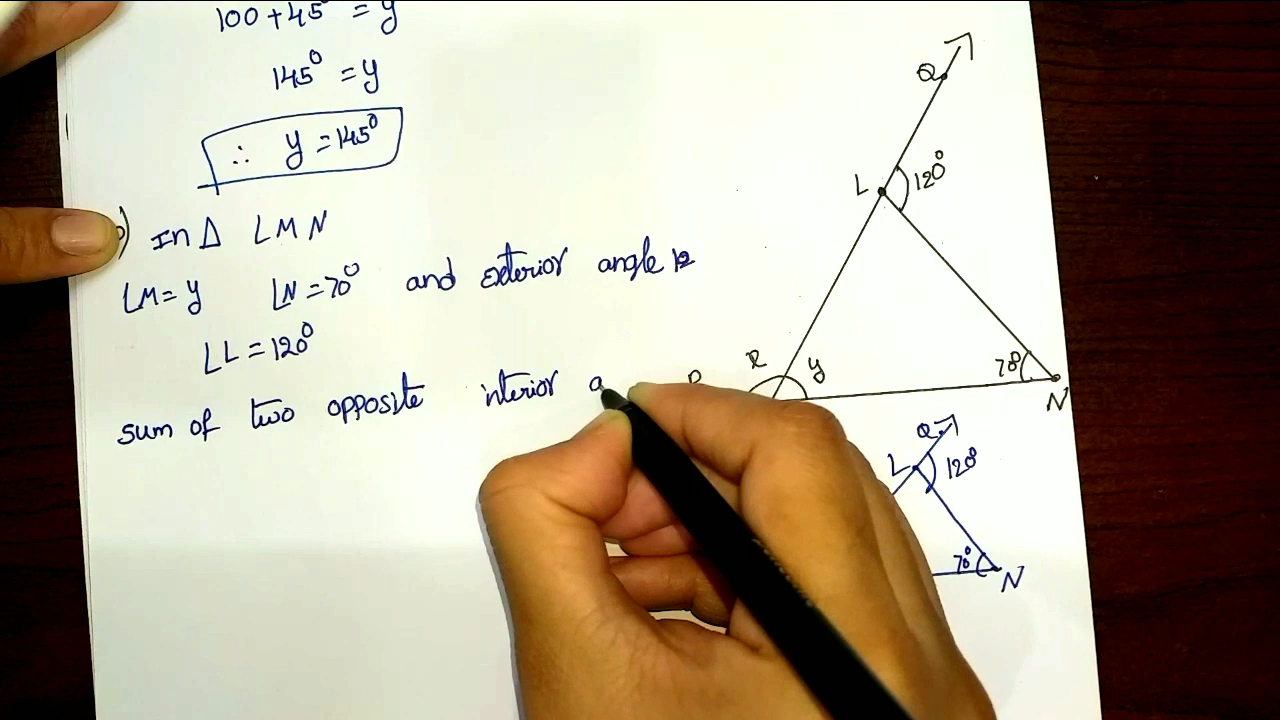 100 + 45° = y
145° = y
∴ y = 145°
) In Δ LMN
∠M = y ∠N = 70° and exterior angle is
∠L = 120°
sum of two opposite interior a
Q
L 120°
R y 70°
N
Q
L 120°
70° N